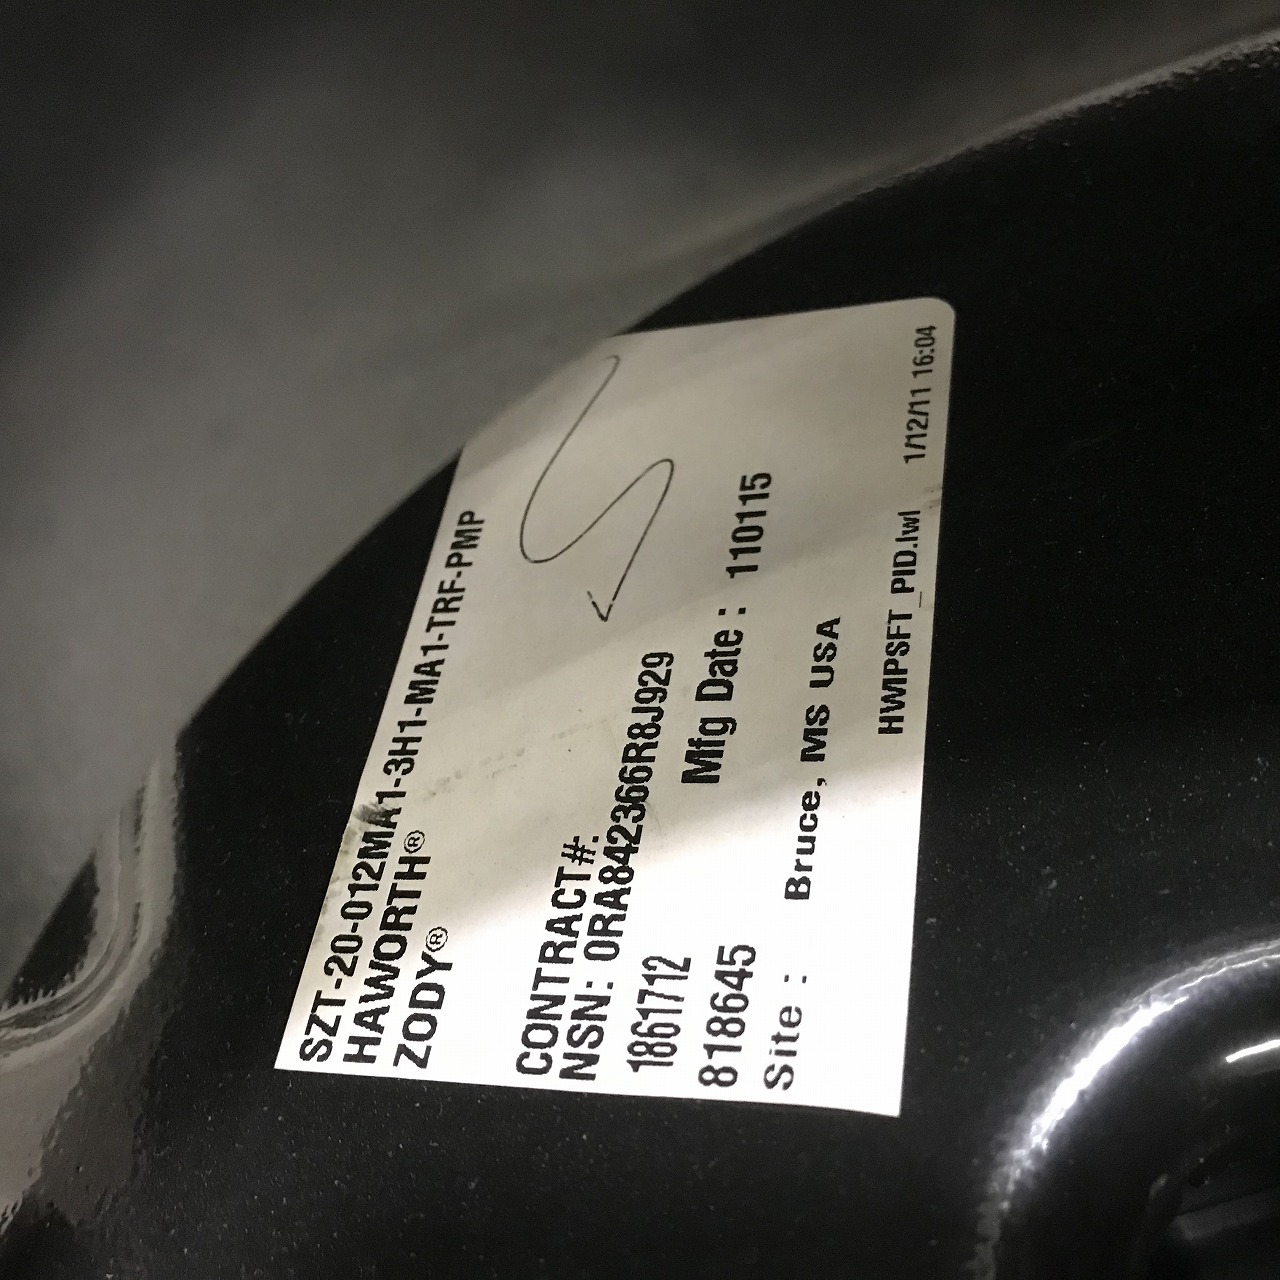 SZT-20-012MA1-3H1-MA1-TRF-PMP
HAWORTH®
ZODY®
CONTRACT#:
NSN: 0RA842366R8J929
1861712
818645 Mfg Date : 110115
Site : Bruce, MS USA
HWIPSFT_PID.lwl 1/12/11 16:04